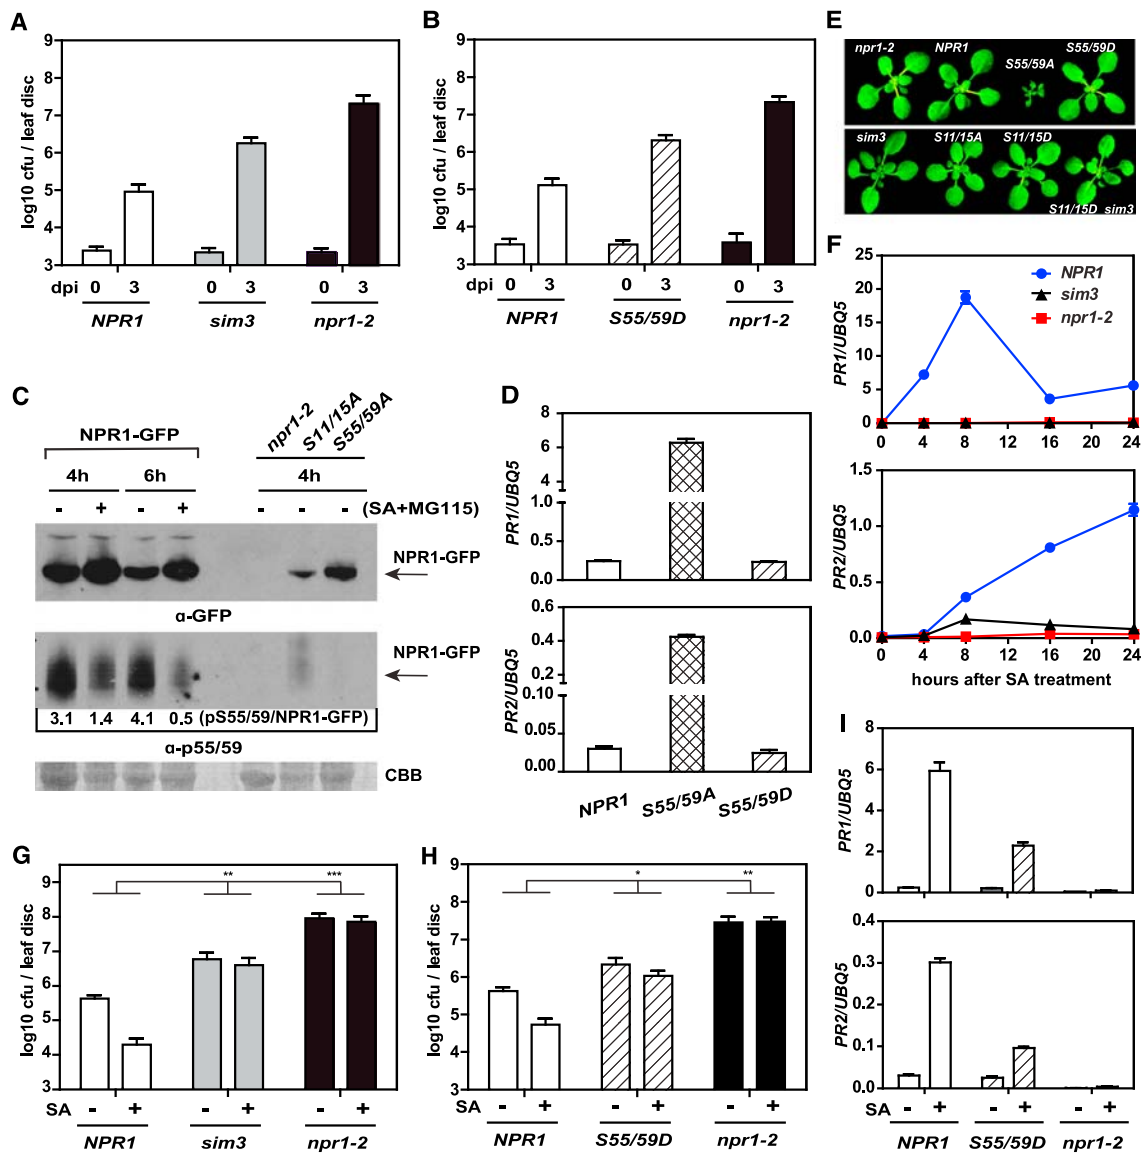 A
9
8
7
6
5
4
3
log10 cfu / leaf disc
dpi 0 3 0 3 0 3
NPR1 sim3 npr1-2
B
9
8
7
6
5
4
3
log10 cfu / leaf disc
dpi 0 3 0 3 0 3
NPR1 S55/59D npr1-2
E
npr1-2 NPR1 S55/59A S55/59D
sim3 S11/15A S11/15D
S11/15D sim3
C
NPR1-GFP
npr1-2 S11/15A S55/59A
4h 6h 4h
- + - + - - - (SA+MG115)
NPR1-GFP
α-GFP
NPR1-GFP
3.1 1.4 4.1 0.5 (pS55/59/NPR1-GFP)
α-p55/59
CBB
D
8
6
4
2
1.0
0.5
0.0
PR1/UBQ5
0.6
0.4
0.2
0.10
0.05
0.00
PR2/UBQ5
NPR1 S55/59A S55/59D
F
25
20
15
10
5
0
PR1/UBQ5
NPR1
sim3
npr1-2
0 4 8 12 16 20 24
1.5
1.0
0.5
0.0
PR2/UBQ5
0 4 8 12 16 20 24
hours after SA treatment
G
9
8
7
6
5
4
3
log10 cfu / leaf disc
** ***
SA - + - + - +
NPR1 sim3 npr1-2
H
9
8
7
6
5
4
3
log10 cfu / leaf disc
* **
SA - + - + - +
NPR1 S55/59D npr1-2
I
8
6
4
2
0
PR1/UBQ5
0.4
0.3
0.2
0.1
0.0
PR2/UBQ5
SA - + - + - +
NPR1 S55/59D npr1-2